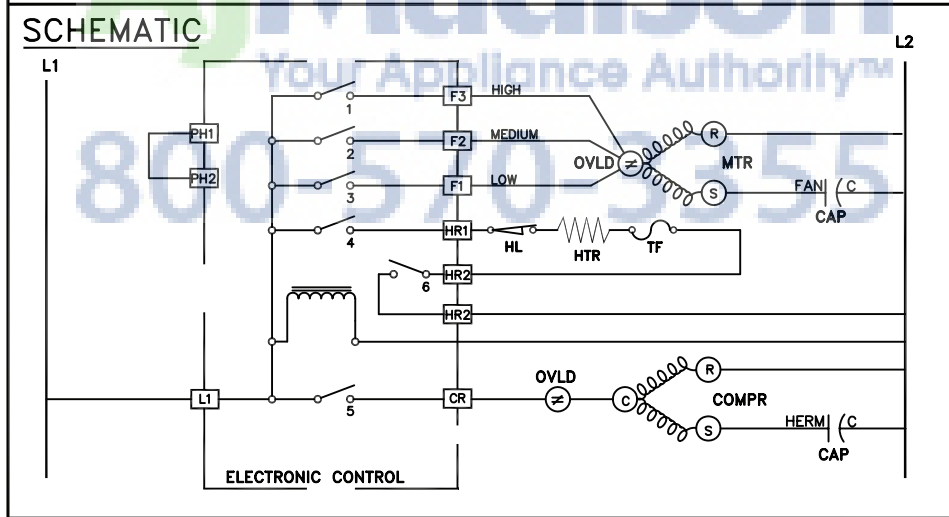 Madison
SCHEMATIC
Your Appliance Authority™
800-570-3355
L1
L2
F3 HIGH
1
PH1
F2 MEDIUM
2
OVLD ≠
R
MTR
PH2
F1 LOW
3
S
FAN C
CAP
HR1
4
HL
HTR
TF
HR2
6
HR2
OVLD
R
L1
5
CR
≠
C
COMPR
S
HERM C
CAP
ELECTRONIC CONTROL